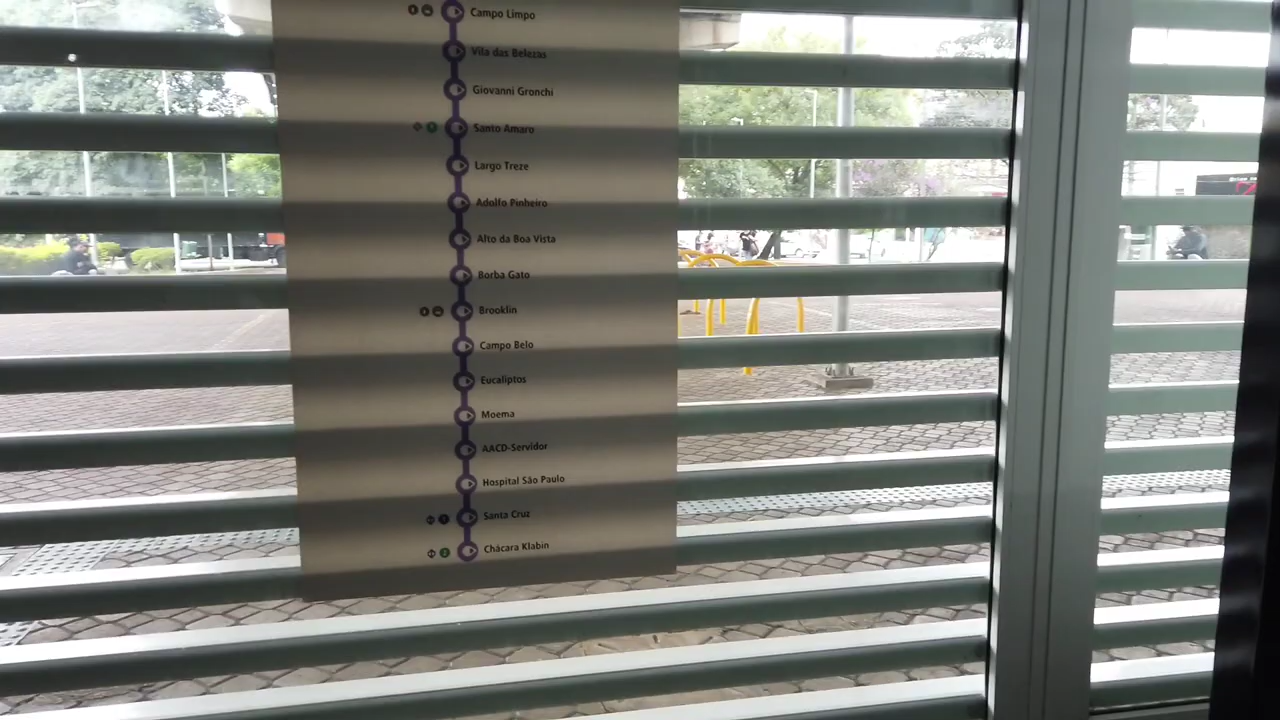 Campo Limpo
Vila das Belezas
Giovanni Gronchi
Santo Amaro
Largo Treze
Adolfo Pinheiro
Alto da Boa Vista
Borba Gato
Brooklin
Campo Belo
Eucaliptos
Moema
AACD-Servidor
Hospital São Paulo
Santa Cruz
Chácara Klabin